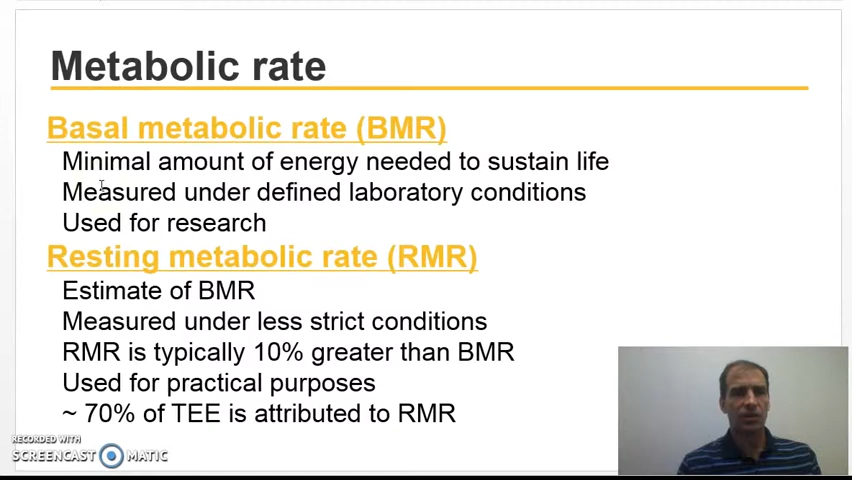 Metabolic rate
Basal metabolic rate (BMR)
Minimal amount of energy needed to sustain life
Measured under defined laboratory conditions
Used for research
Resting metabolic rate (RMR)
Estimate of BMR
Measured under less strict conditions
RMR is typically 10% greater than BMR
Used for practical purposes
~ 70% of TEE is attributed to RMR
RECORDED WITH
SCREENCAST MATIC